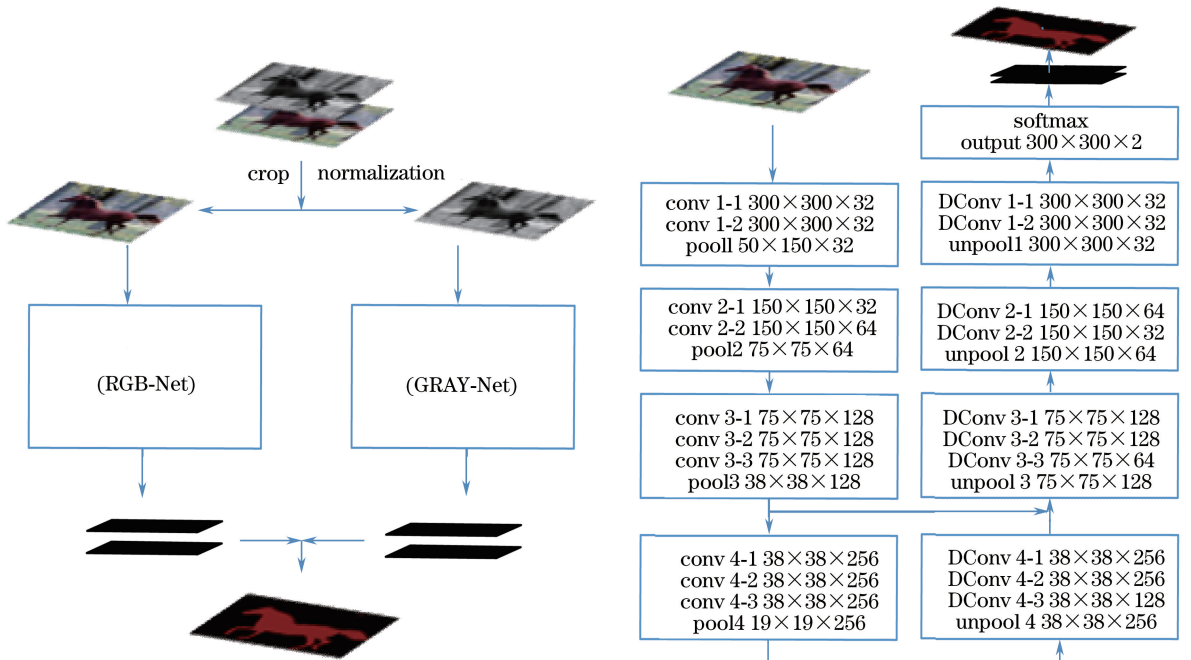 crop normalization
(RGB-Net)
(GRAY-Net)
conv 1-1 300×300×32
conv 1-2 300×300×32
pooll 50×150×32
conv 2-1 150×150×32
conv 2-2 150×150×64
pool2 75×75×64
conv 3-1 75×75×128
conv 3-2 75×75×128
conv 3-3 75×75×128
pool3 38×38×128
conv 4-1 38×38×256
conv 4-2 38×38×256
conv 4-3 38×38×256
pool4 19×19×256
softmax
output 300×300×2
DConv 1-1 300×300×32
DConv 1-2 300×300×32
unpool1 300×300×32
DConv 2-1 150×150×64
DConv 2-2 150×150×32
unpool 2 150×150×64
DConv 3-1 75×75×128
DConv 3-2 75×75×128
DConv 3-3 75×75×64
unpool 3 75×75×128
DConv 4-1 38×38×256
DConv 4-2 38×38×256
DConv 4-3 38×38×128
unpool 4 38×38×256